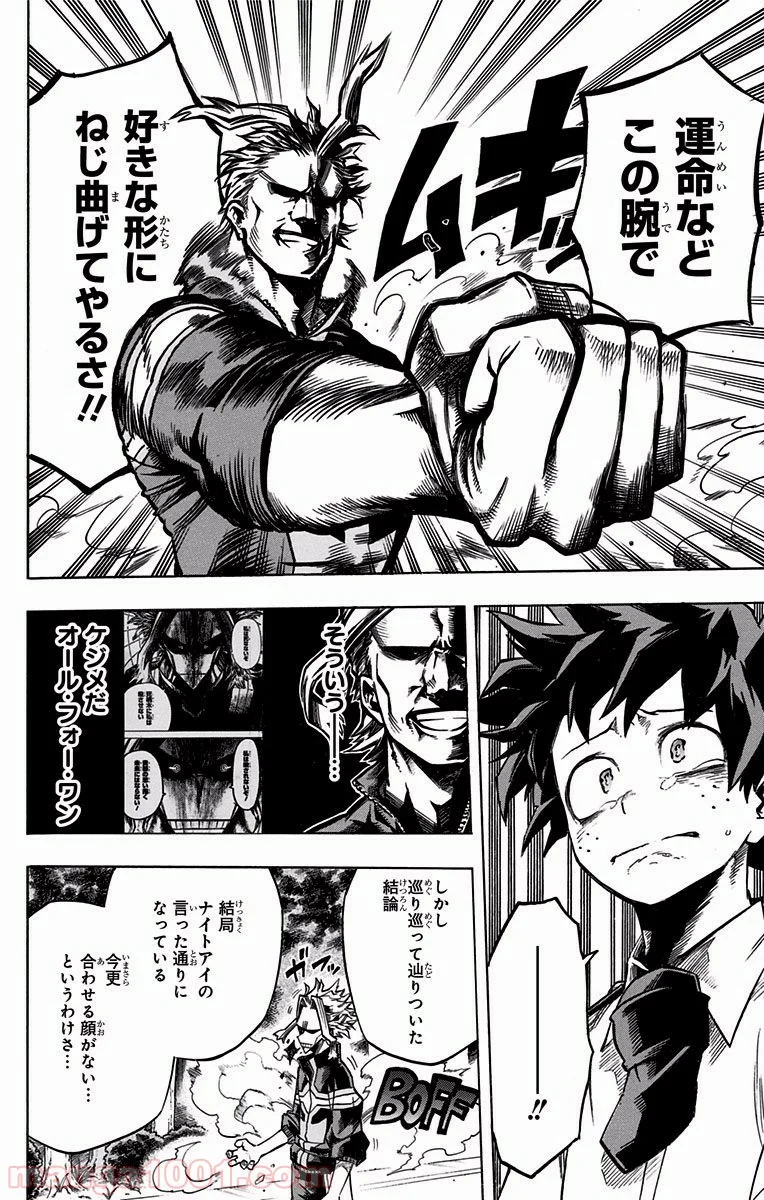 運命など
この腕で
ムギッ
好きな形に
ねじ曲げてやるさ!!
そういう――…
ケジメだ
オール・フォー・ワン
――!!
しかし
巡り巡って辿りついた
結論
結局
ナイトアイの
言った通りに
なっている
今更
合わせる顔がない…
というわけさ…
BOFF